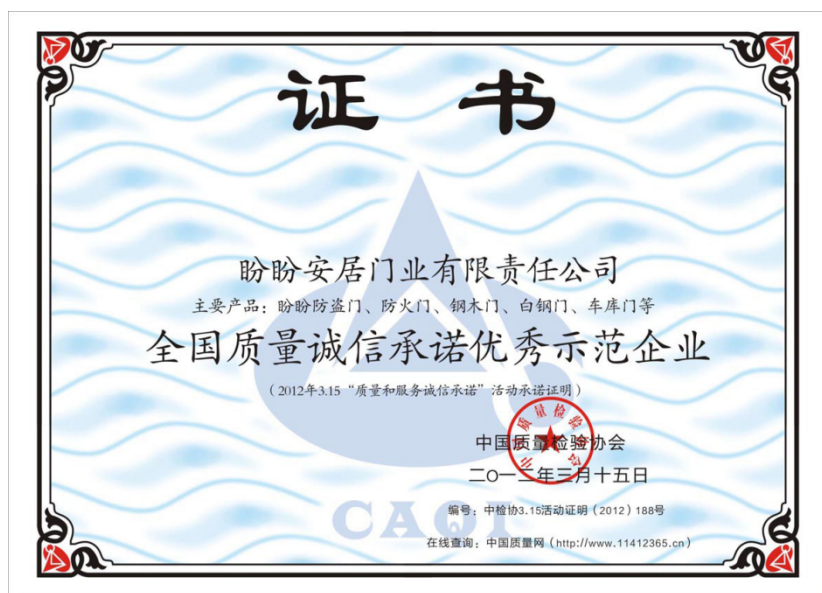 证 书
盼盼安居门业有限责任公司
主要产品：盼盼防盗门、防火门、钢木门、白钢门、车库门等
全国质量诚信承诺优秀示范企业
（2012年3.15“质量和服务诚信承诺”活动承诺证明）
中国质量检验协会
二〇一二年三月十五日
编号：中检协3.15活动证明（2012）188号
CAQI
在线查询：中国质量网（http://www.11412365.cn）